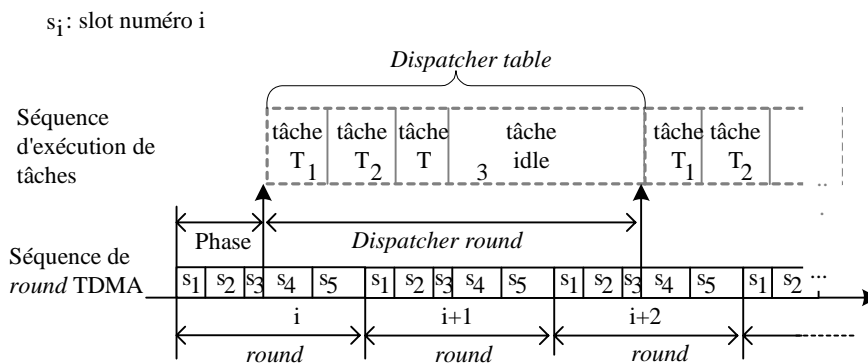 si: slot numéro i
Dispatcher table
Séquence
d'exécution de
tâches
tâche
T1
tâche
T2
tâche
T
3
tâche
idle
tâche
T1
tâche
T2
..
.
Phase
Dispatcher round
Séquence de
round TDMA
s1 s2 s3 s4 s5 s1 s2 s3 s4 s5 s1 s2 s3 s4 s5 s1 s2 ...
i i+1 i+2
round round round